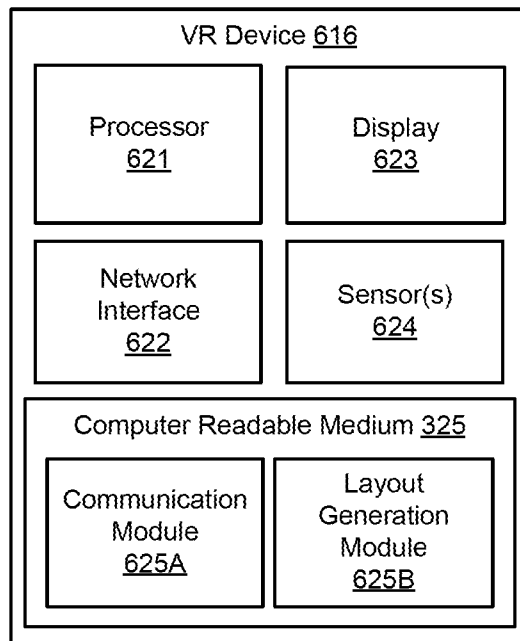 VR Device 616
Processor
621
Display
623
Network
Interface
622
Sensor(s)
624
Computer Readable Medium 325
Communication
Module
625A
Layout
Generation
Module
625B